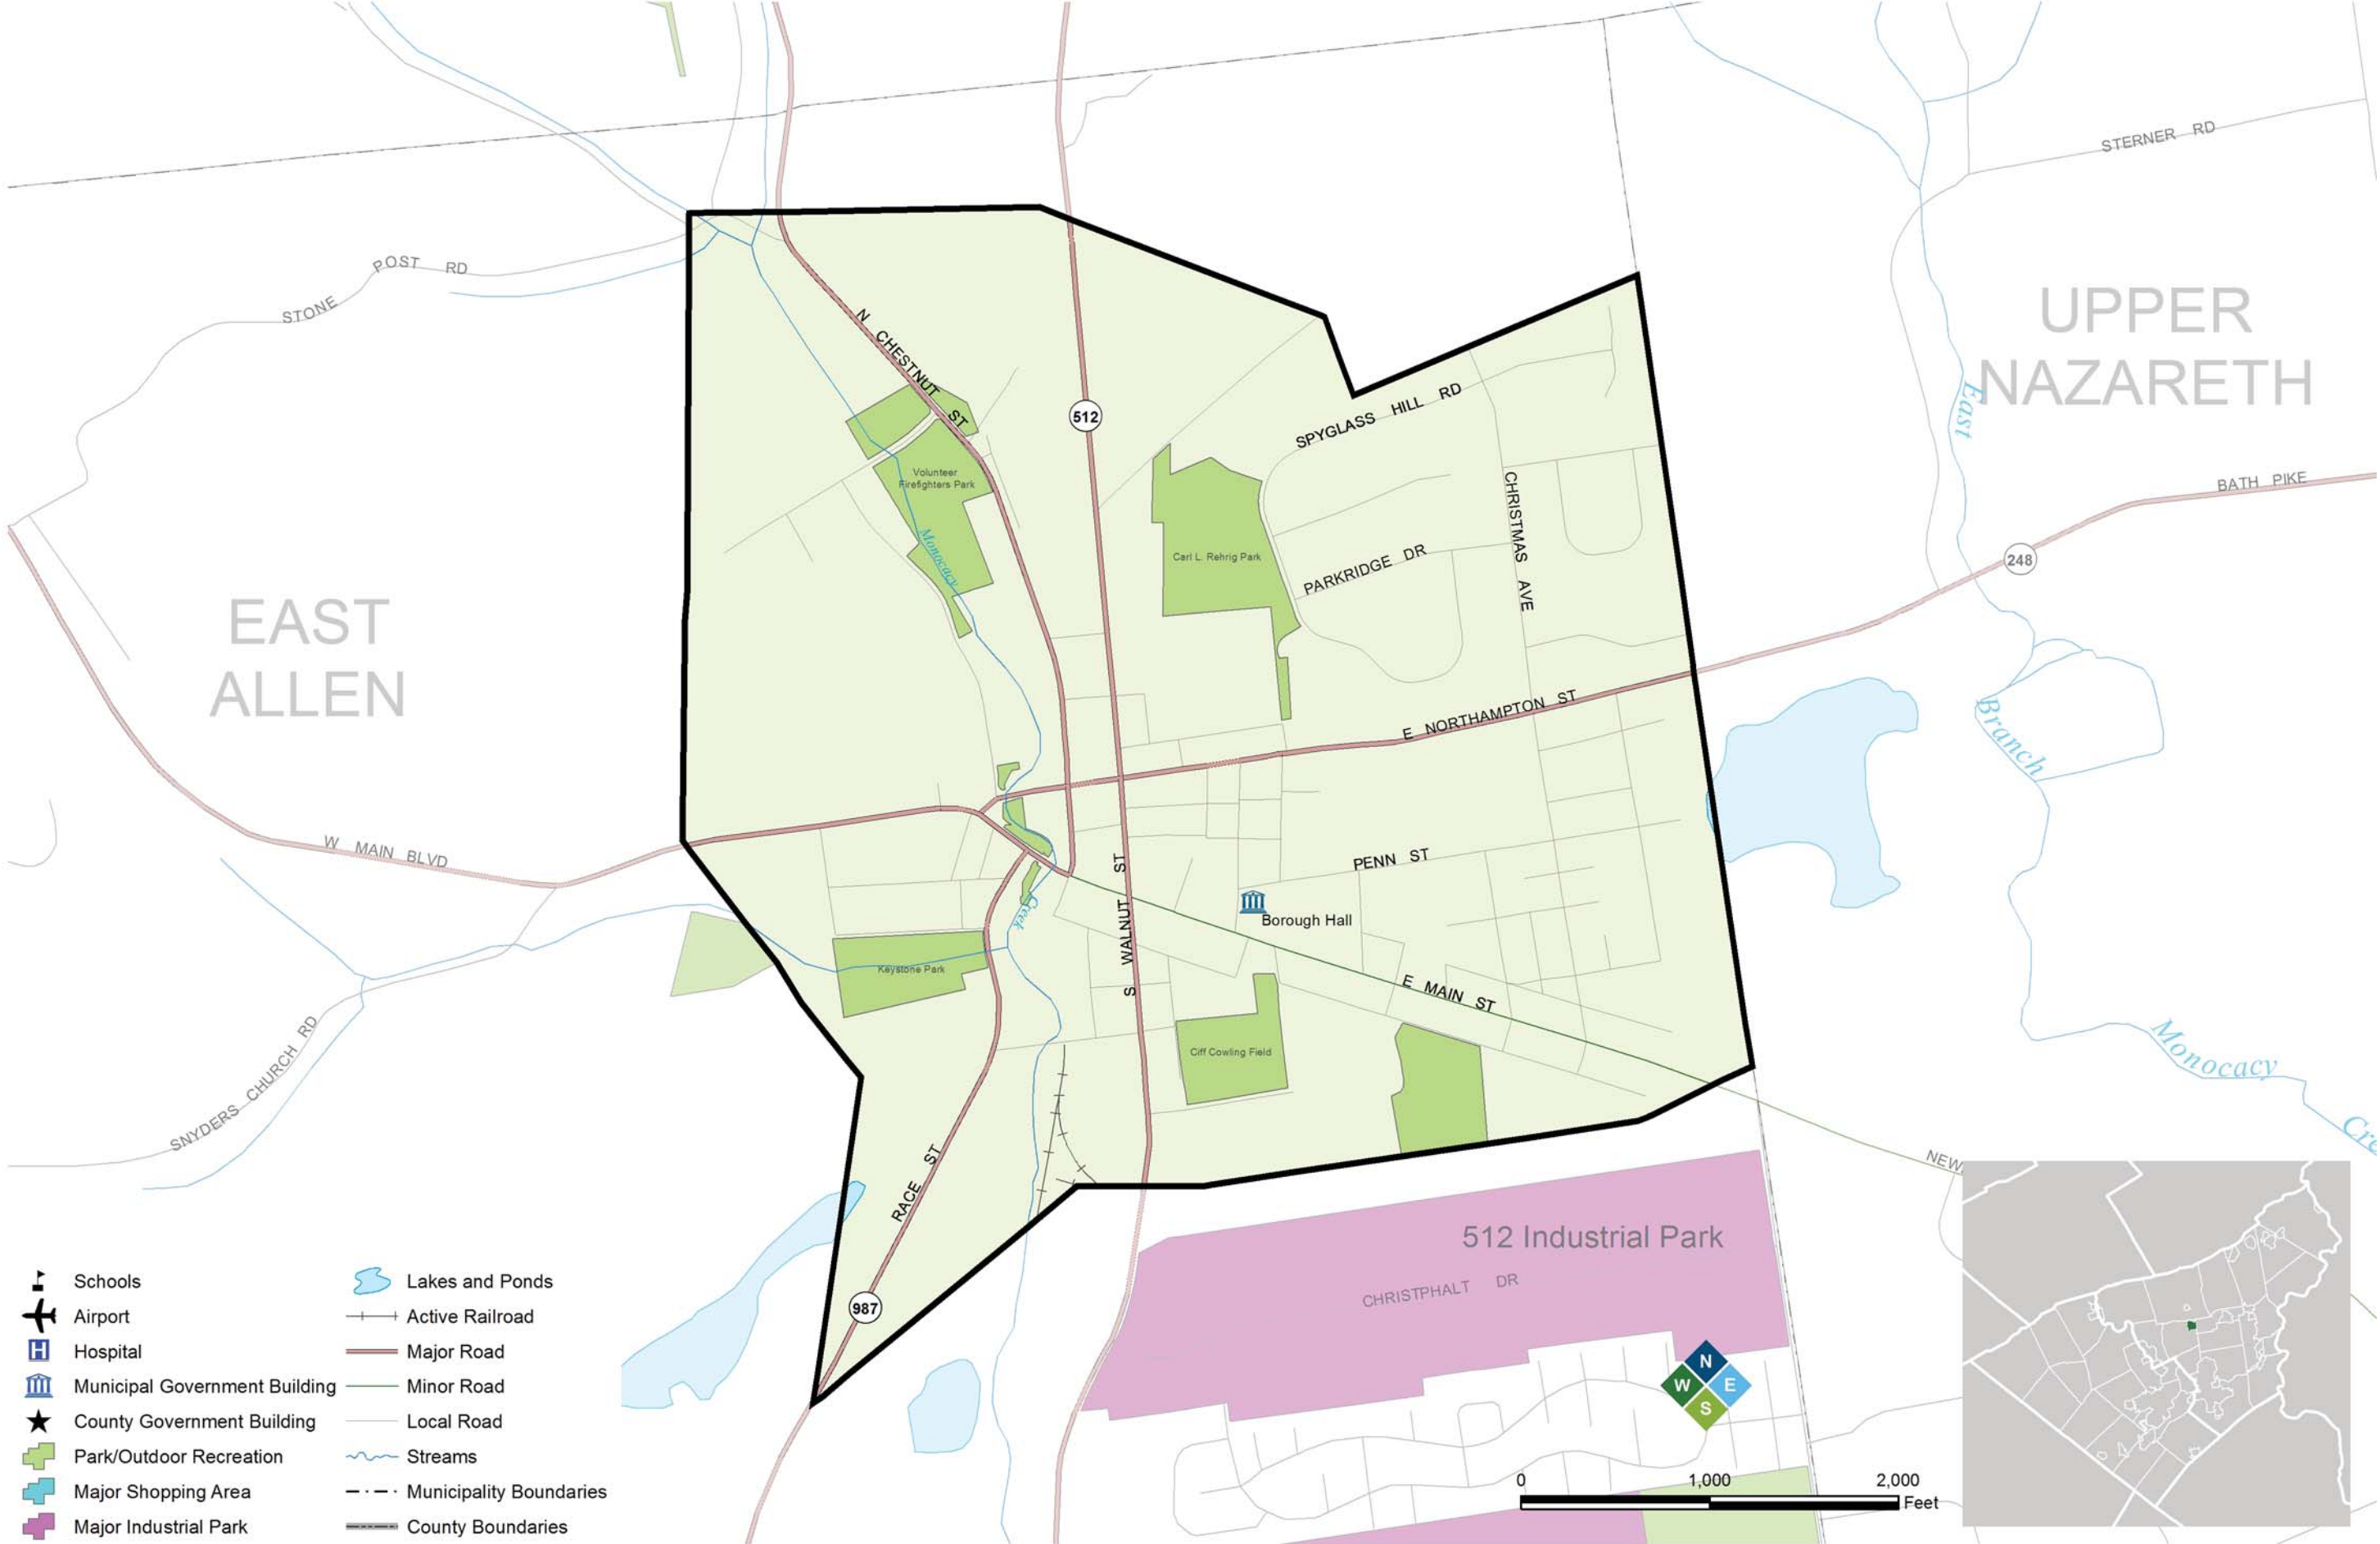 STERNER RD
UPPER
NAZARETH
POST RD
STONE
N CHESTNUT ST
512
SPYGLASS HILL RD
East
BATH PIKE
Volunteer
Firefighters Park
CHRISTMAS AVE
Monocacy
Carl L. Rehrig Park
PARKRIDGE DR
248
EAST
ALLEN
E NORTHAMPTON ST
Branch
W MAIN BLVD
PENN ST
S WALNUT ST
Borough Hall
Creek
Keystone Park
E MAIN ST
SNYDERS CHURCH RD
Ciff Cowling Field
Monocacy
Cre
RACE ST
NEW
512 Industrial Park
CHRISTPHALT DR
987
Schools
Airport
H Hospital
Municipal Government Building
County Government Building
Park/Outdoor Recreation
Major Shopping Area
Major Industrial Park
Lakes and Ponds
Active Railroad
Major Road
Minor Road
Local Road
Streams
Municipality Boundaries
County Boundaries
N
W E
S
0 1,000 2,000
Feet